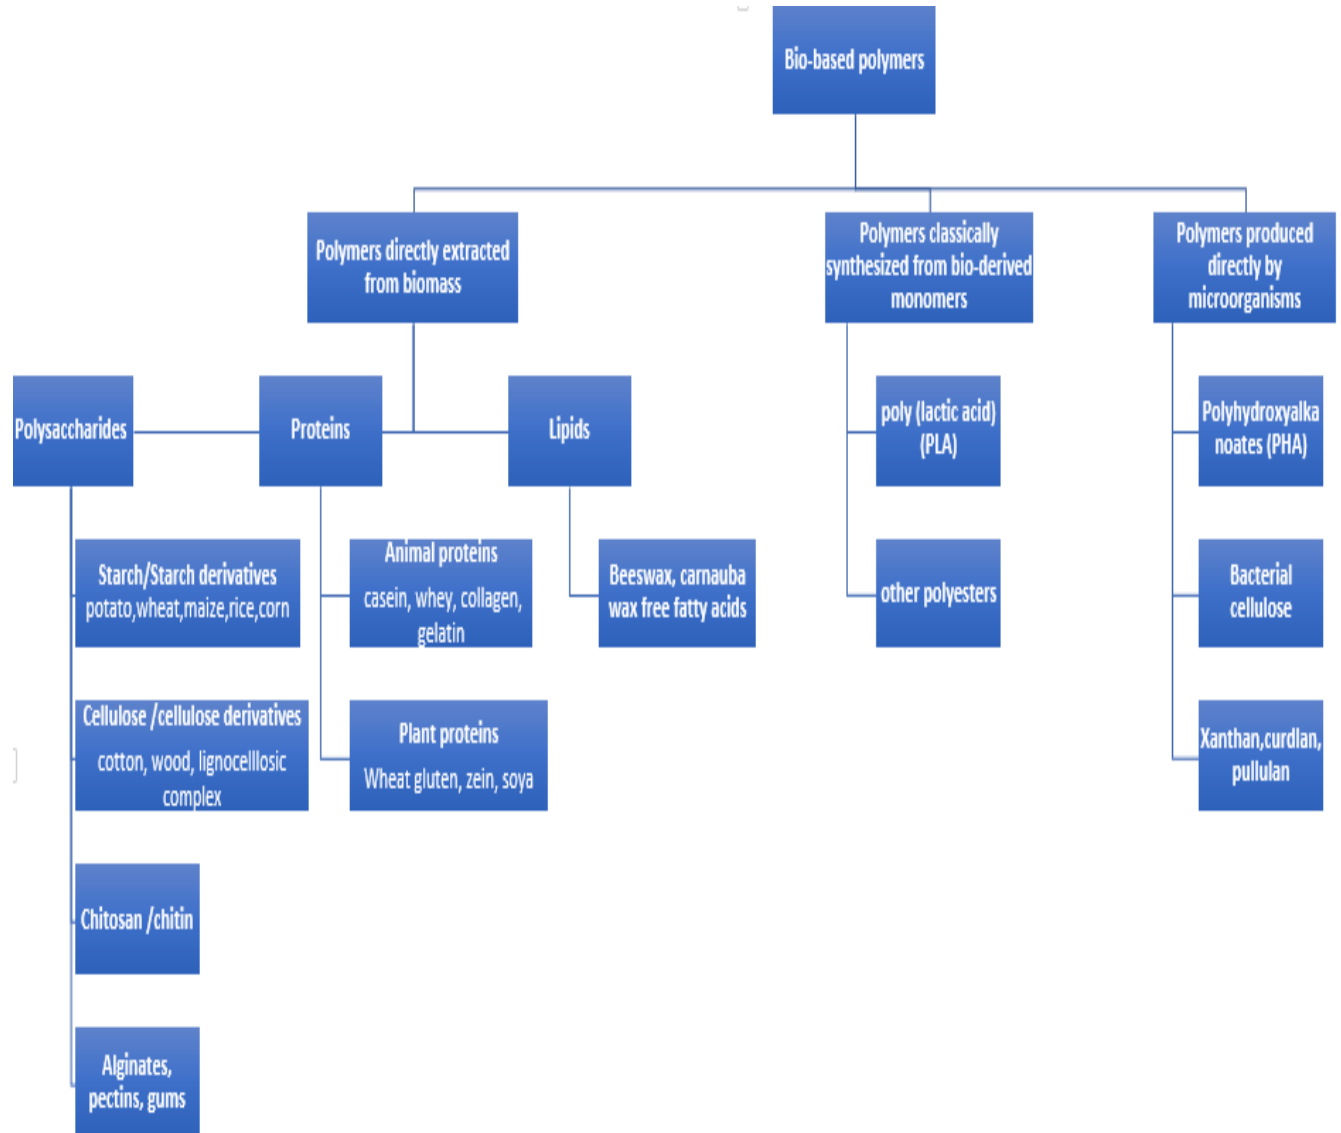 Bio-based polymers
Polymers directly extracted
from biomass
Polymers classically
synthesized from bio-derived
monomers
Polymers produced
directly by
microorganisms
Polysaccharides
Proteins
Lipids
poly (lactic acid)
(PLA)
Polyhydroxyalka
noates (PHA)
Starch/Starch derivatives
potato,wheat,maize,rice,corn
Animal proteins
casein, whey, collagen,
gelatin
Beeswax, carnauba
wax free fatty acids
other polyesters
Bacterial
cellulose
Cellulose /cellulose derivatives
cotton, wood, lignocelllosic
complex
Plant proteins
Wheat gluten, zein, soya
Xanthan,curdlan,
pullulan
Chitosan /chitin
Alginates,
pectins, gums